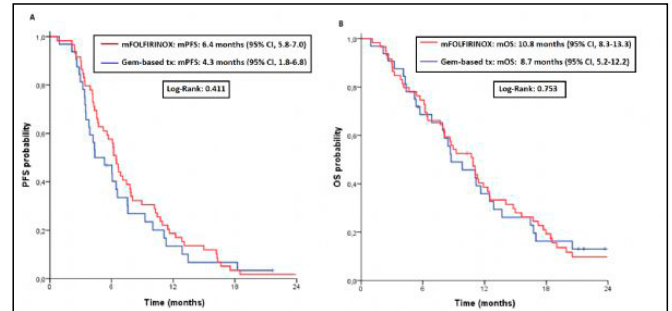 A
mFOLFIRINOX: mPFS: 6.4 months (95% CI, 5.8-7.0)
Gem-based tx: mPFS: 4.3 months (95% CI, 1.8-6.8)
Log-Rank: 0.411
PFS probability
1,0
0,8
0,6
0,4
0,2
0,0
0
6
12
18
24
Time (months)
B
mFOLFIRINOX: mOS: 10.8 months (95% CI, 8.3-13.3)
Gem-based tx: mOS: 8.7 months (95% CI, 5.2-12.2)
Log-Rank: 0.753
OS probability
1,0
0,8
0,6
0,4
0,2
0,0
0
6
12
18
24
Time (months)